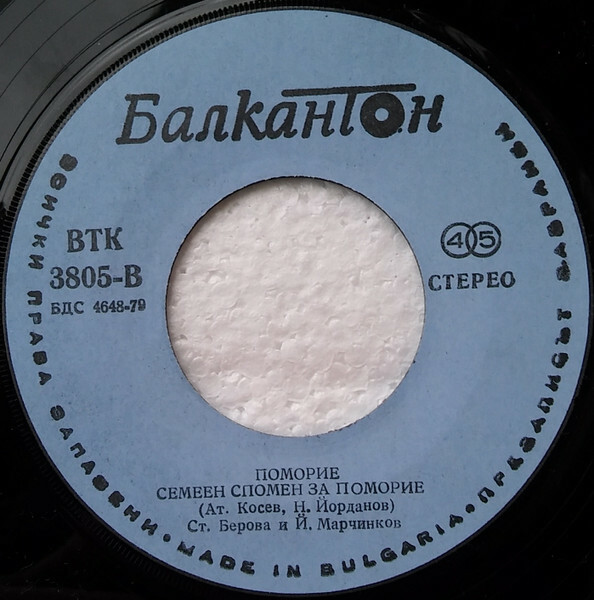 Балкантон
ВТК
3805-В
БДС 4648-79
45
СТЕРЕО
ПОМОРИЕ
СЕМЕЕН СПОМЕН ЗА ПОМОРИЕ
(Ат. Косев, Н. Йорданов)
Ст. Берова и Й. Марчинков
ВСИЧКИ ПРАВА ЗАПАЗЕНИ • MADE IN BULGARIA • ПРЕЗАПИСЪТ ЗАБРАНЕН